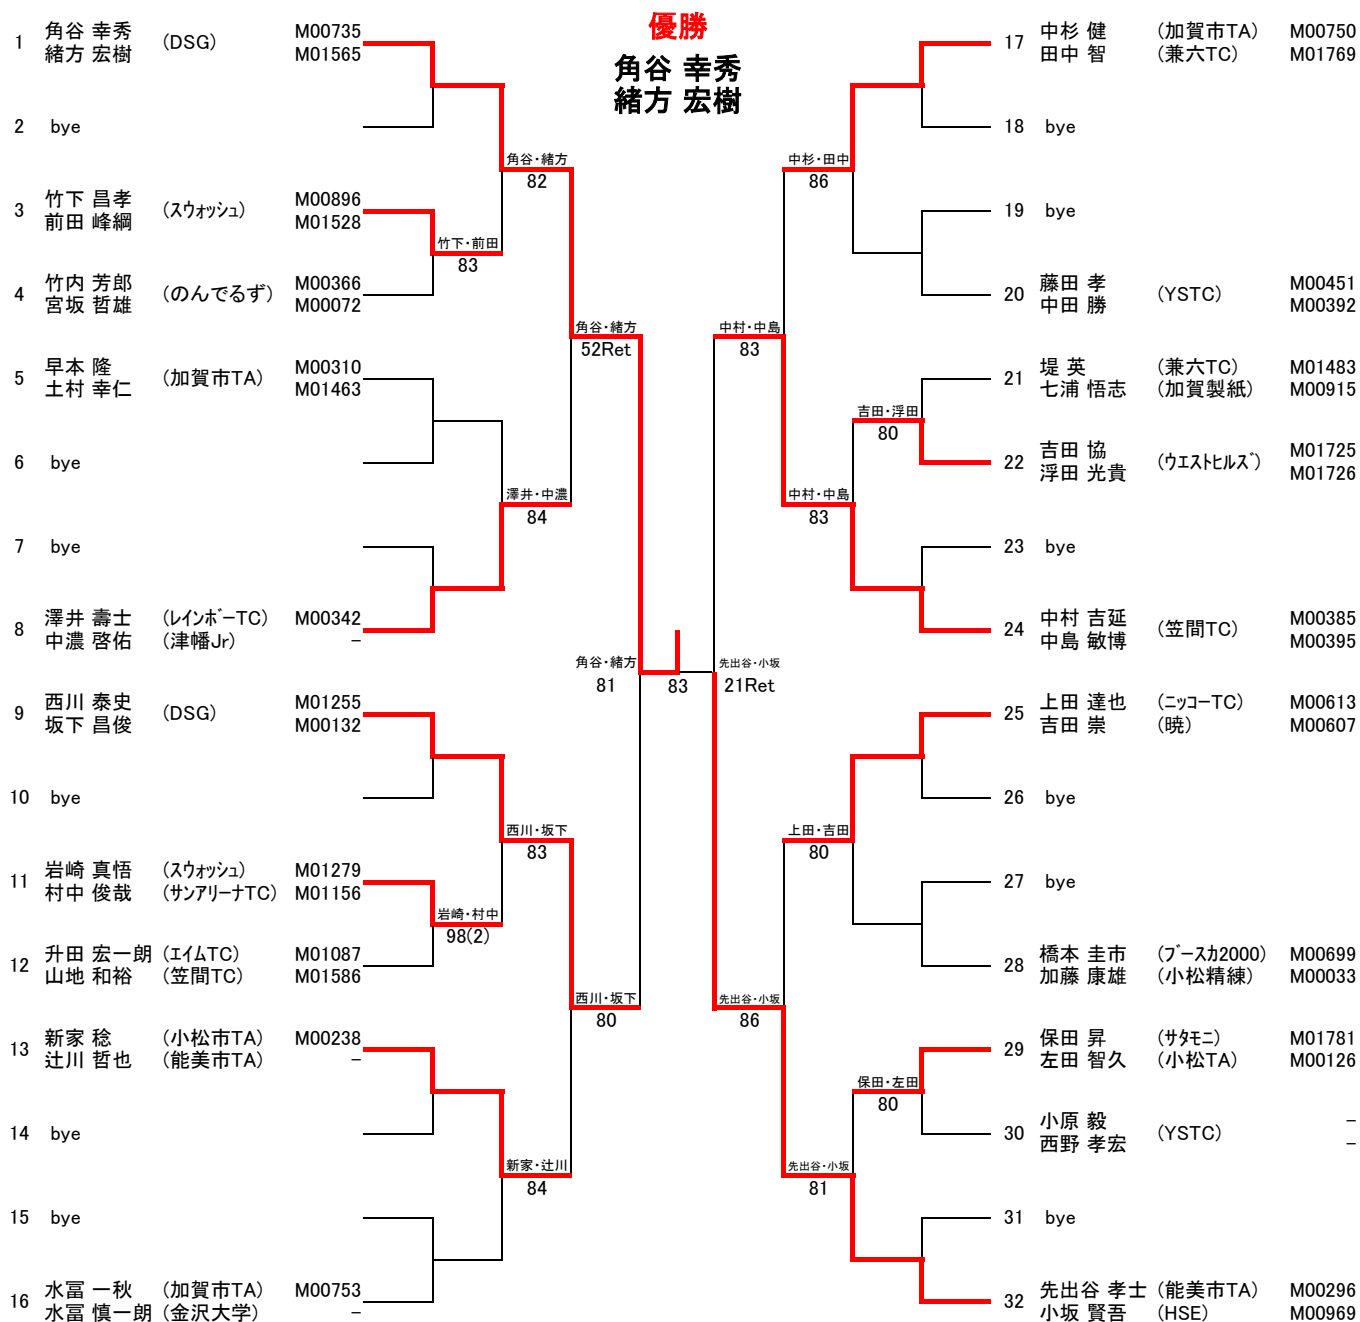 優勝
角谷 幸秀
緒方 宏樹
1 角谷 幸秀 (DSG) M00735
緒方 宏樹 M01565
2 bye
3 竹下 昌孝 (スウォッシュ) M00896
前田 峰綱 M01528
4 竹内 芳郎 (のんでるず) M00366
宮坂 哲雄 M00072
5 早本 隆 (加賀市TA) M00310
土村 幸仁 M01463
6 bye
7 bye
8 澤井 壽士 (レインボーTC) M00342
中濃 啓佑 (津幡Jr) –
9 西川 泰史 (DSG) M01255
坂下 昌俊 M00132
10 bye
11 岩崎 真悟 (スウォッシュ) M01279
村中 俊哉 (サンアリーナTC) M01156
12 升田 宏一朗 (エイムTC) M01087
山地 和裕 (笠間TC) M01586
13 新家 稔 (小松市TA) M00238
辻川 哲也 (能美市TA) –
14 bye
15 bye
16 水冨 一秋 (加賀市TA) M00753
水冨 慎一朗 (金沢大学) –
竹下・前田
83
岩崎・村中
98(2)
角谷・緒方
82
澤井・中濃
84
西川・坂下
83
新家・辻川
84
角谷・緒方
52Ret
西川・坂下
80
角谷・緒方
81
83
先出谷・小坂
21Ret
中村・中島
83
先出谷・小坂
86
中杉・田中
86
中村・中島
83
上田・吉田
80
先出谷・小坂
81
吉田・浮田
80
保田・左田
80
17 中杉 健 (加賀市TA) M00750
田中 智 (兼六TC) M01769
18 bye
19 bye
20 藤田 孝 (YSTC) M00451
中田 勝 M00392
21 堤 英 (兼六TC) M01483
七浦 悟志 (加賀製紙) M00915
22 吉田 協 (ウエストヒルズ) M01725
浮田 光貴 M01726
23 bye
24 中村 吉延 (笠間TC) M00385
中島 敏博 M00395
25 上田 達也 (ニッコーTC) M00613
吉田 崇 (暁) M00607
26 bye
27 bye
28 橋本 圭市 (ブースカ2000) M00699
加藤 康雄 (小松精練) M00033
29 保田 昇 (サタモニ) M01781
左田 智久 (小松TA) M00126
30 小原 毅 (YSTC) –
西野 孝宏 –
31 bye
32 先出谷 孝士 (能美市TA) M00296
小坂 賢吾 (HSE) M00969